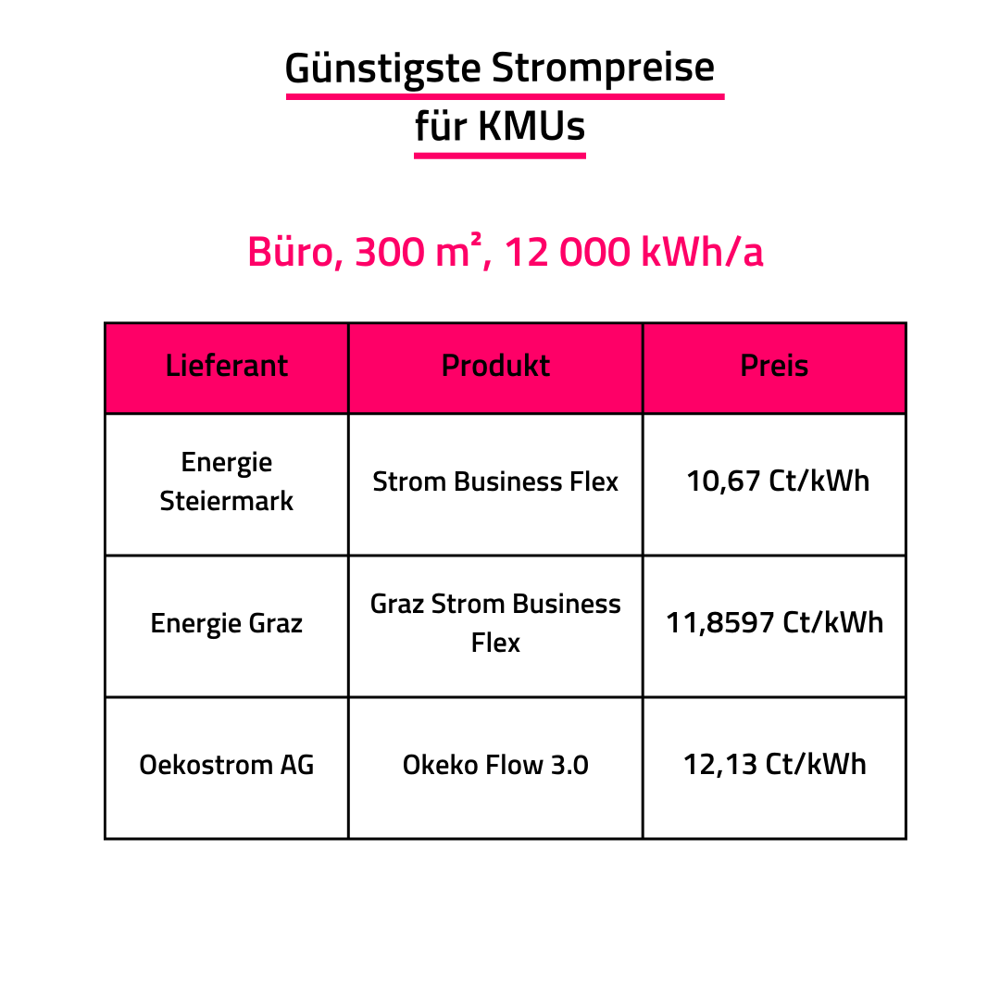 Günstigste Strompreise
für KMUs
Büro, 300 m², 12 000 kWh/a
Lieferant Produkt Preis
Energie
Steiermark
Strom Business Flex
10,67 Ct/kWh
Energie Graz
Graz Strom Business
Flex
11,8597 Ct/kWh
Oekostrom AG
Okeko Flow 3.0
12,13 Ct/kWh